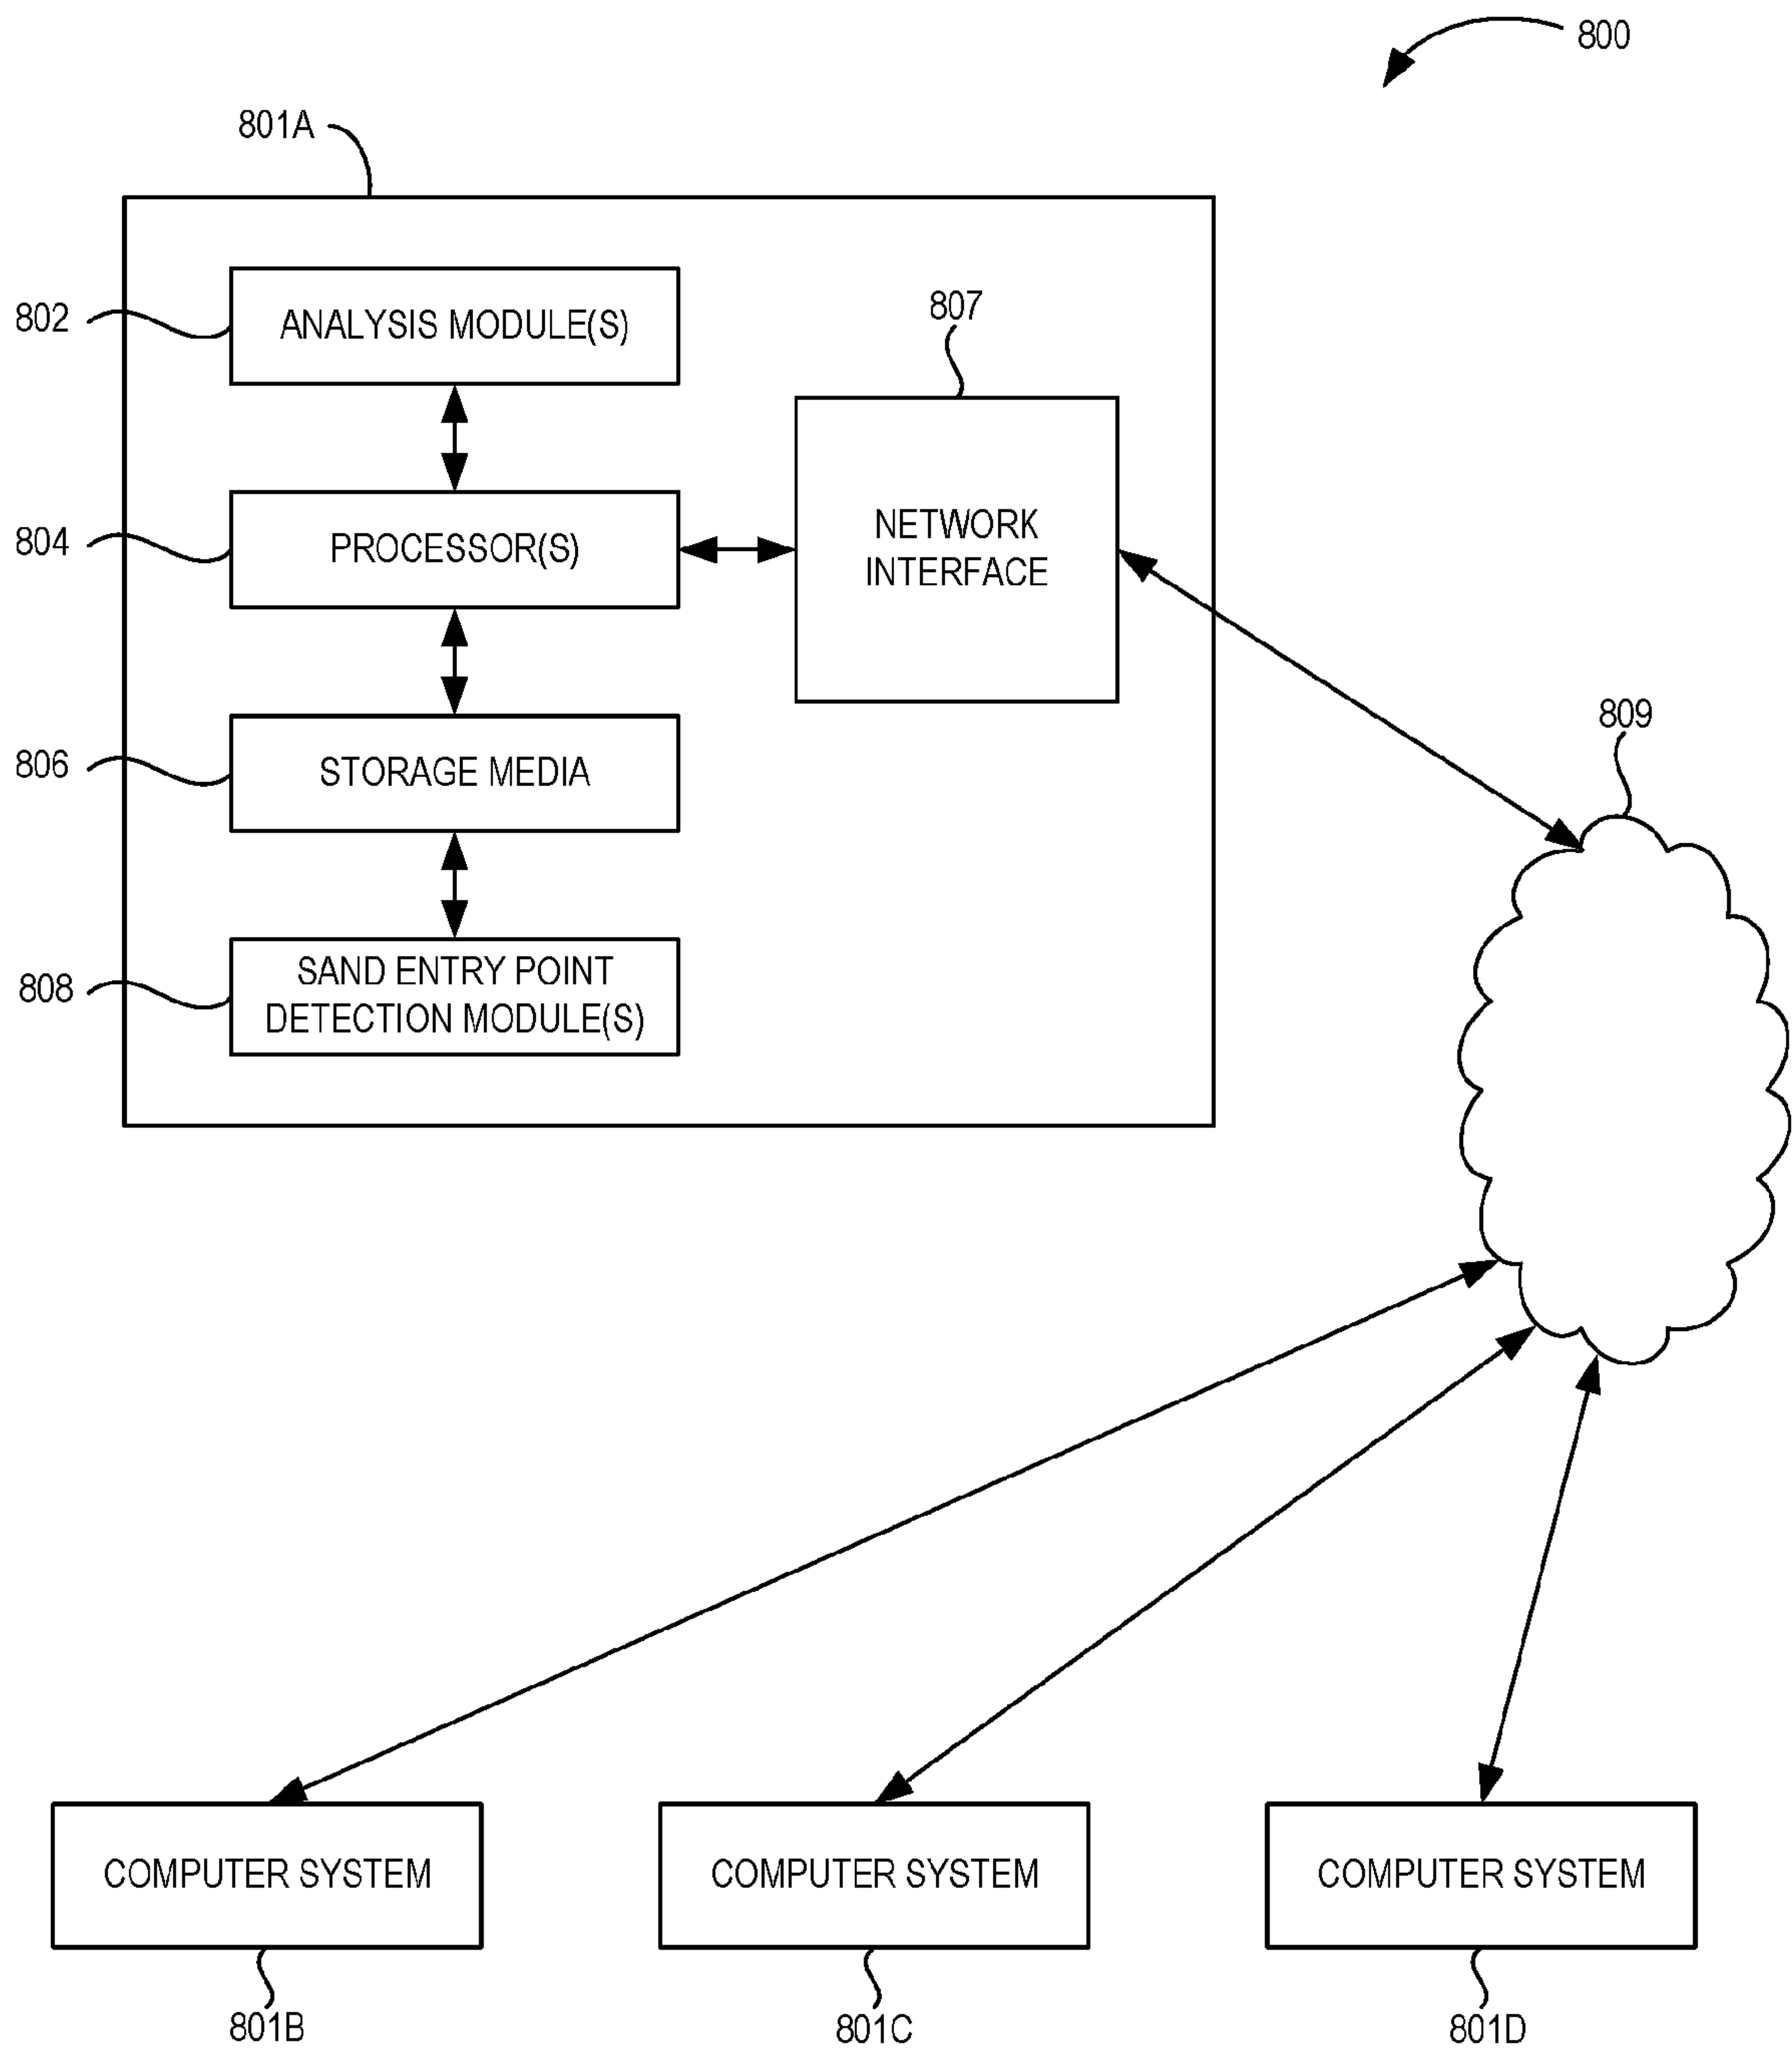 800
801A
802
ANALYSIS MODULE(S)
807
804
PROCESSOR(S)
NETWORK
INTERFACE
809
806
STORAGE MEDIA
808
SAND ENTRY POINT
DETECTION MODULE(S)
COMPUTER SYSTEM
COMPUTER SYSTEM
COMPUTER SYSTEM
801B
801C
801D